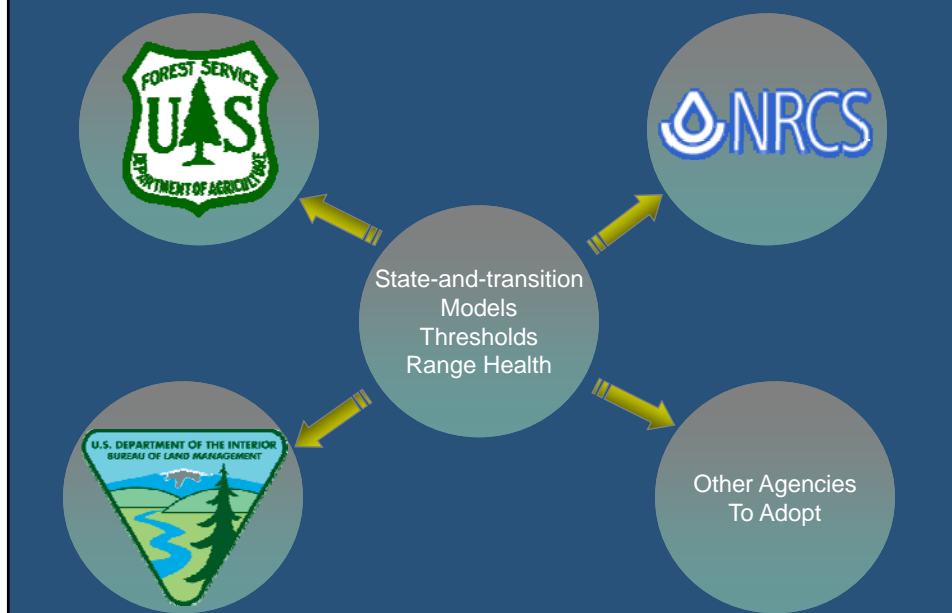 FOREST SERVICE
US
DEPARTMENT OF AGRICULTURE
NRCS
State-and-transition
Models
Thresholds
Range Health
U.S. DEPARTMENT OF THE INTERIOR
BUREAU OF LAND MANAGEMENT
Other Agencies
To Adopt